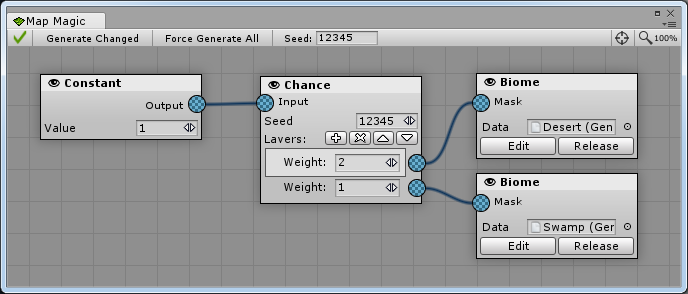 Map Magic
Generate Changed Force Generate All Seed: 12345 100%
Constant
Output
Value 1
Chance
Input
Seed 12345
Layers:
Weight: 2
Weight: 1
Biome
Mask
Data Desert (Gen
Edit Release
Biome
Mask
Data Swamp (Ger
Edit Release